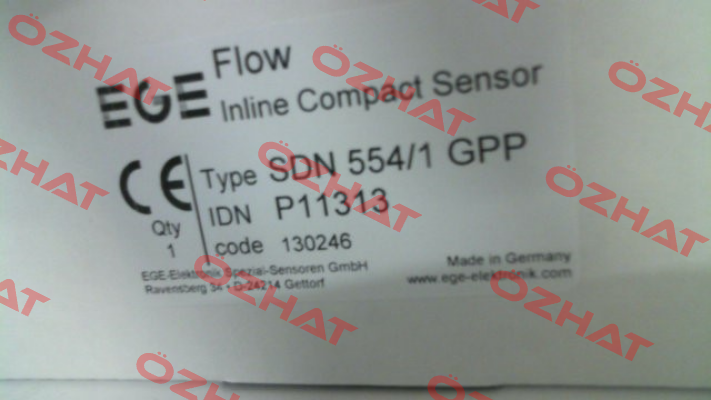 EGE
Flow
Inline Compact Sensor
CE
Type SDN 554/1 GPP
IDN P11313
Qty
1
code 130246
EGE-Elektronik Spezial-Sensoren GmbH
Ravensberg 34 • D-24214 Gettorf
Made in Germany
www.ege-elektronik.com
ÖZHAT
ÖZHAT
ÖZHAT
ÖZHAT
ÖZHAT
ÖZHAT
ÖZHAT
ÖZHAT
ÖZHAT
ÖZHAT